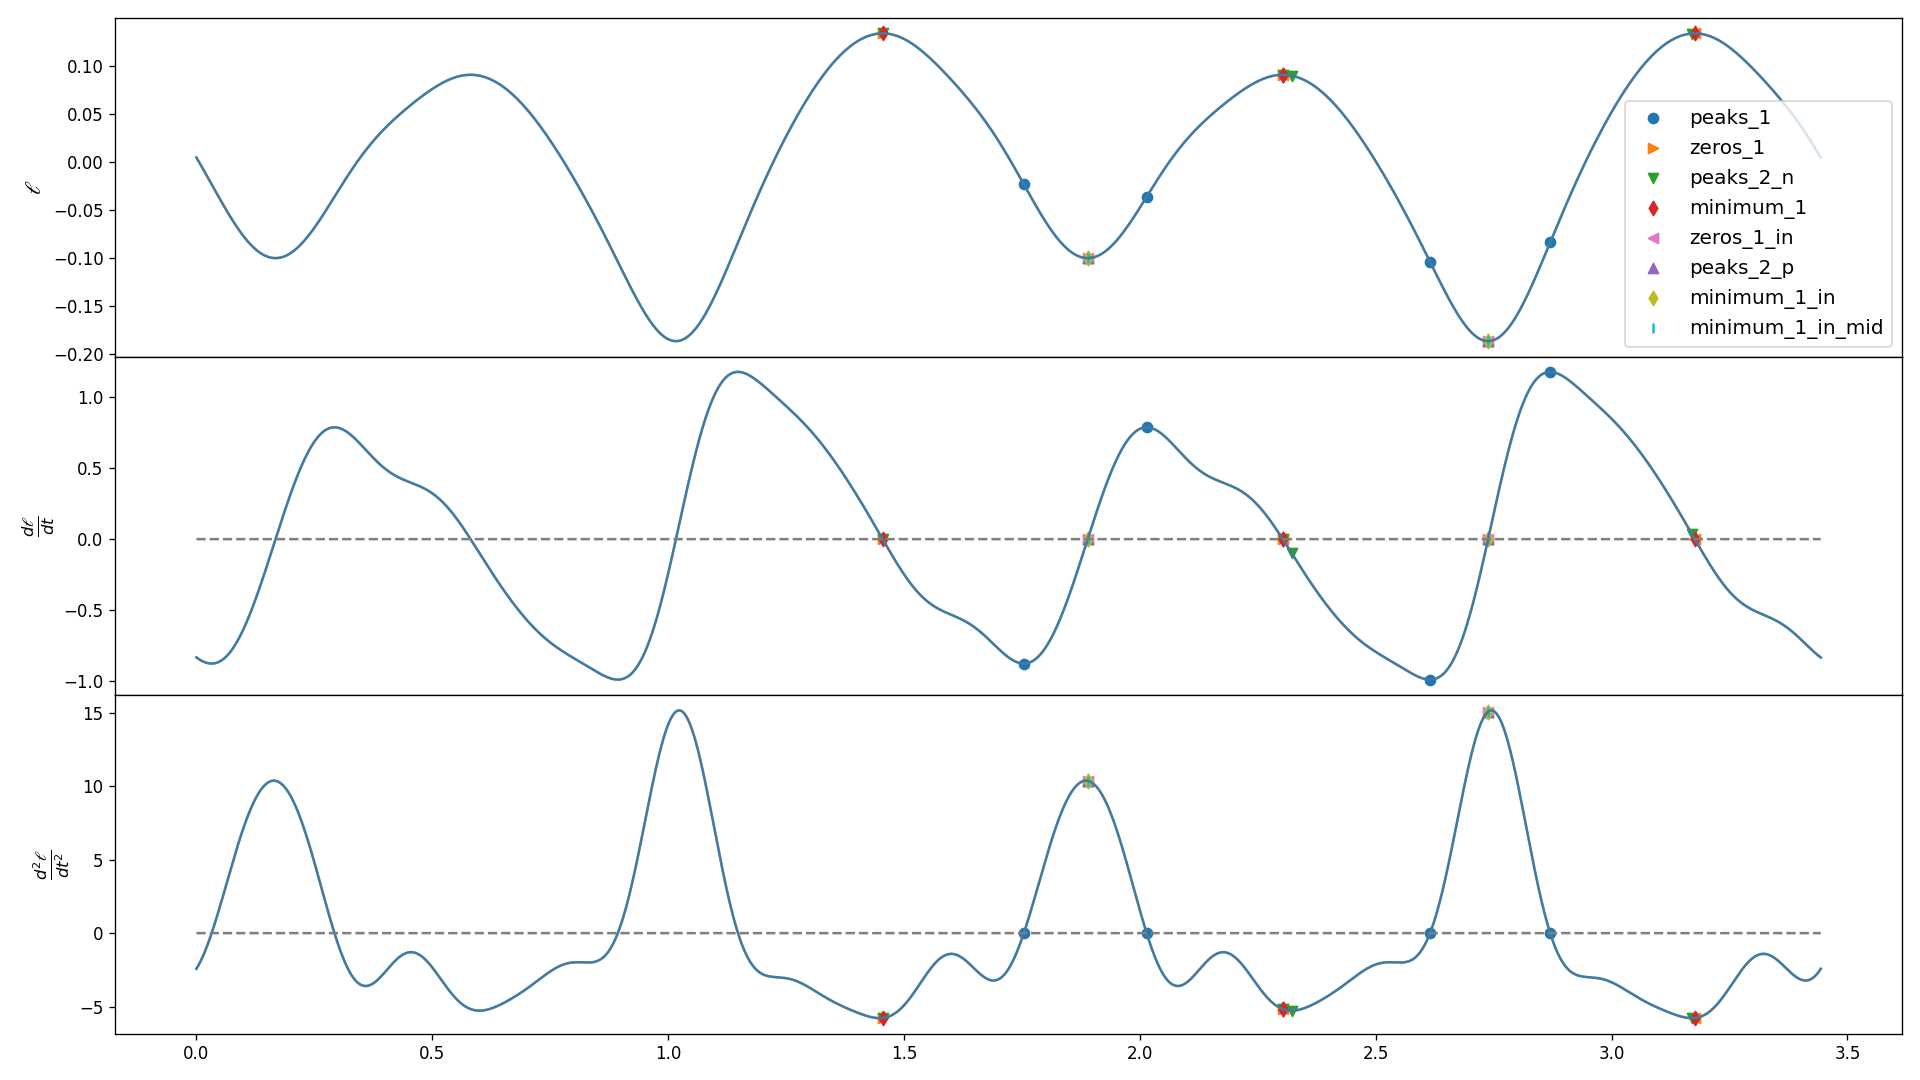 0.10
0.05
0.00
−0.05
−0.10
−0.15
−0.20
ℓ
peaks_1
zeros_1
peaks_2_n
minimum_1
zeros_1_in
peaks_2_p
minimum_1_in
minimum_1_in_mid
1.0
0.5
0.0
−0.5
−1.0
dℓ
dt
15
10
5
0
−5
d²ℓ
dt²
0.0 0.5 1.0 1.5 2.0 2.5 3.0 3.5